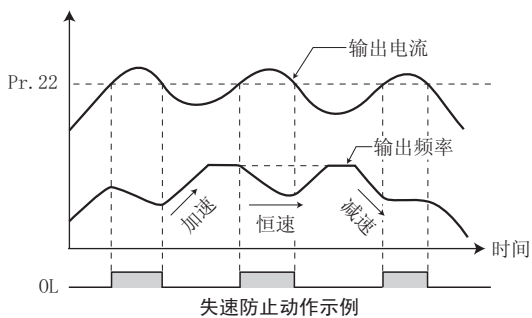 输出电流
Pr.22
输出频率
加速
恒速
减速
时间
OL
失速防止动作示例